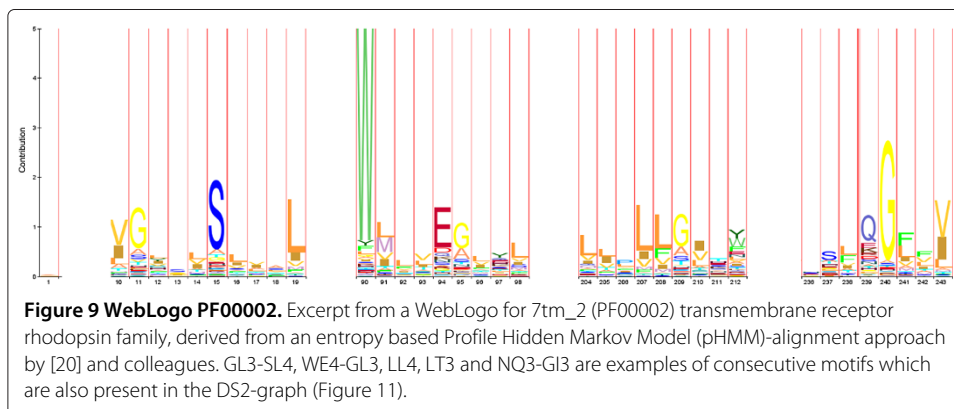 5
4
3
2
1
0
Contribution
1 10 11 12 13 14 15 16 17 18 19 90 91 92 93 94 95 96 97 98 204 205 206 207 208 209 210 211 212 236 237 238 239 240 241 242 243
V G S L W L M E G L L L G Y W S L Q G F V
Figure 9 WebLogo PF00002. Excerpt from a WebLogo for 7tm_2 (PF00002) transmembrane receptor
rhodopsin family, derived from an entropy based Profile Hidden Markov Model (pHMM)-alignment approach
by [20] and colleagues. GL3-SL4, WE4-GL3, LL4, LT3 and NQ3-GI3 are examples of consecutive motifs which
are also present in the DS2-graph (Figure 11).